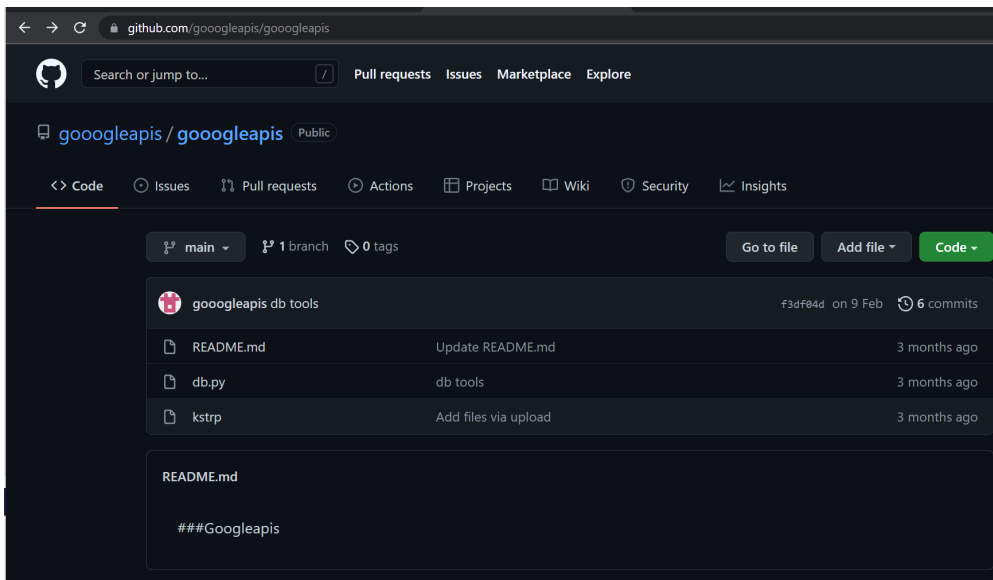 github.com/gooogleapis/gooogleapis
Search or jump to... / Pull requests Issues Marketplace Explore
gooogleapis / gooogleapis Public
<> Code Issues Pull requests Actions Projects Wiki Security Insights
main 1 branch 0 tags Go to file Add file Code
gooogleapis db tools f3df04d on 9 Feb 6 commits
README.md Update README.md 3 months ago
db.py db tools 3 months ago
kstrp Add files via upload 3 months ago
README.md
###Googleapis